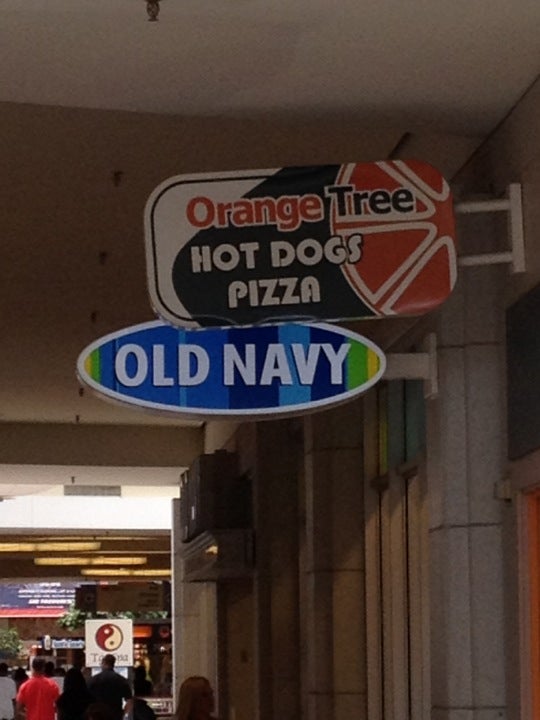 Orange Tree
HOT DOGS
PIZZA
OLD NAVY